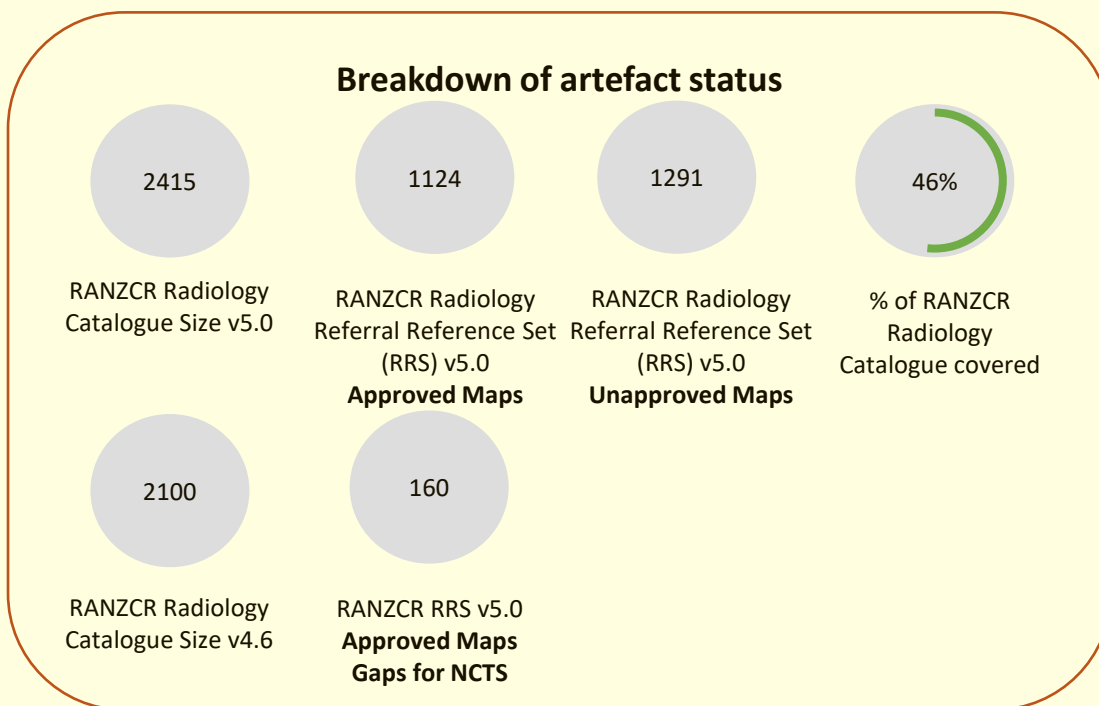 Breakdown of artefact status
2415
RANZCR Radiology
Catalogue Size v5.0
1124
RANZCR Radiology
Referral Reference Set
(RRS) v5.0
Approved Maps
1291
RANZCR Radiology
Referral Reference Set
(RRS) v5.0
Unapproved Maps
46%
% of RANZCR
Radiology
Catalogue covered
2100
RANZCR Radiology
Catalogue Size v4.6
160
RANZCR RRS v5.0
Approved Maps
Gaps for NCTS